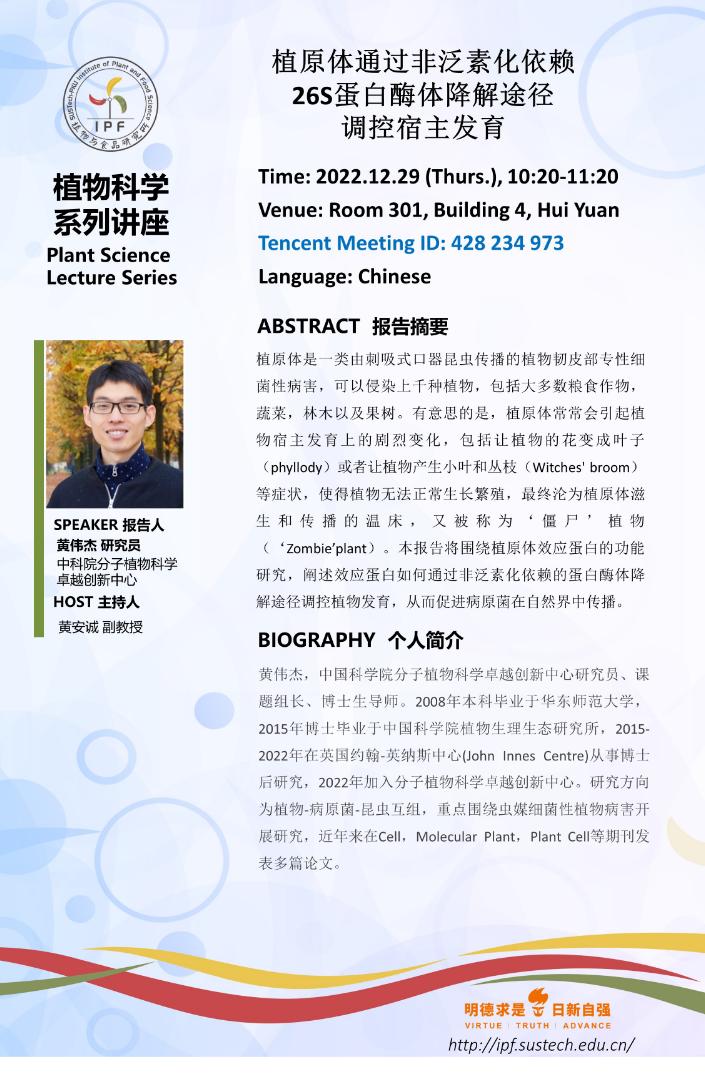 植原体通过非泛素化依赖
26S蛋白酶体降解途径
调控宿主发育
SUSTech-PKU Institute of Plant and Food Science
IPF
植物与食品研究所
植物科学
系列讲座
Plant Science
Lecture Series
Time: 2022.12.29 (Thurs.), 10:20-11:20
Venue: Room 301, Building 4, Hui Yuan
Tencent Meeting ID: 428 234 973
Language: Chinese
ABSTRACT 报告摘要
植原体是一类由刺吸式口器昆虫传播的植物韧皮部专性细
菌性病害，可以侵染上千种植物，包括大多数粮食作物，
蔬菜，林木以及果树。有意思的是，植原体常常会引起植
物宿主发育上的剧烈变化，包括让植物的花变成叶子
（phyllody）或者让植物产生小叶和丛枝（Witches' broom）
等症状，使得植物无法正常生长繁殖，最终沦为植原体滋
生和传播的温床，又被称为‘僵尸’植物
（‘Zombie’plant）。本报告将围绕植原体效应蛋白的功能
研究，阐述效应蛋白如何通过非泛素化依赖的蛋白酶体降
解途径调控植物发育，从而促进病原菌在自然界中传播。
SPEAKER 报告人
黄伟杰 研究员
中科院分子植物科学
卓越创新中心
HOST 主持人
黄安诚 副教授
BIOGRAPHY 个人简介
黄伟杰，中国科学院分子植物科学卓越创新中心研究员、课
题组长、博士生导师。2008年本科毕业于华东师范大学，
2015年博士毕业于中国科学院植物生理生态研究所，2015-
2022年在英国约翰-英纳斯中心(John Innes Centre)从事博士
后研究，2022年加入分子植物科学卓越创新中心。研究方向
为植物-病原菌-昆虫互组，重点围绕虫媒细菌性植物病害开
展研究，近年来在Cell，Molecular Plant，Plant Cell等期刊发
表多篇论文。
明德求是 日新自强
VIRTUE | TRUTH | ADVANCE
http://ipf.sustech.edu.cn/